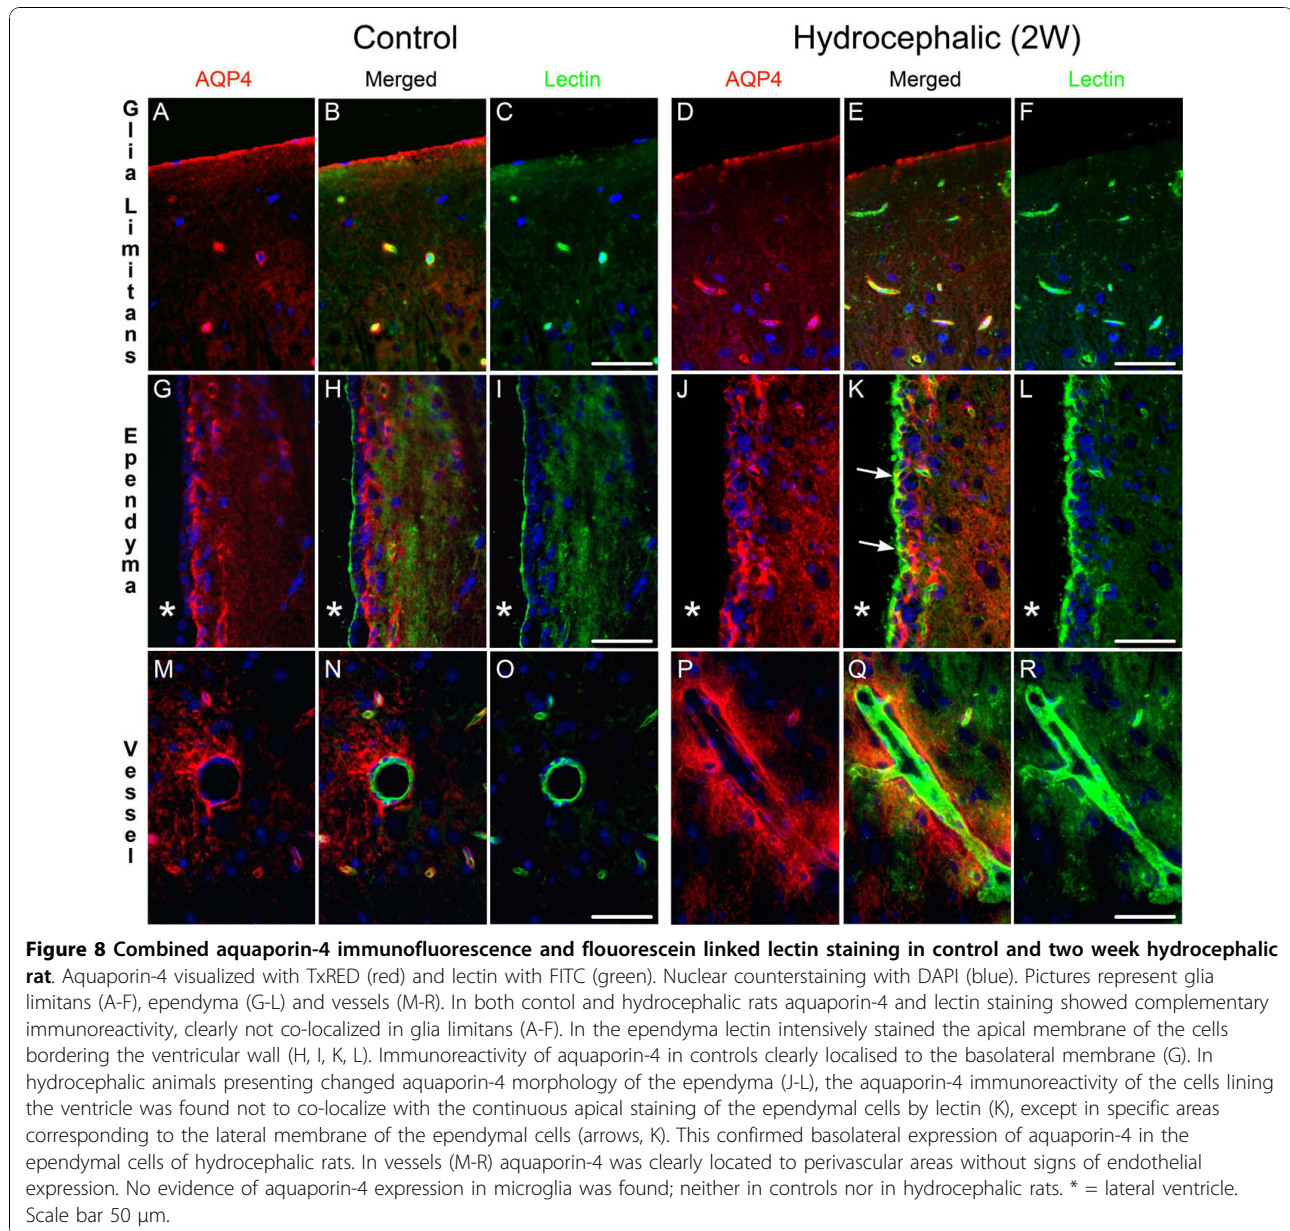 Control Hydrocephalic (2W)
AQP4 Merged Lectin AQP4 Merged Lectin
Glia Limitans
A B C D E F
Ependyma
G H I J K L
* * * * * *
Vessel
M N O P Q R
Figure 8 Combined aquaporin-4 immunofluorescence and flouorescein linked lectin staining in control and two week hydrocephalic
rat. Aquaporin-4 visualized with TxRED (red) and lectin with FITC (green). Nuclear counterstaining with DAPI (blue). Pictures represent glia
limitans (A-F), ependyma (G-L) and vessels (M-R). In both contol and hydrocephalic rats aquaporin-4 and lectin staining showed complementary
immunoreactivity, clearly not co-localized in glia limitans (A-F). In the ependyma lectin intensively stained the apical membrane of the cells
bordering the ventricular wall (H, I, K, L). Immunoreactivity of aquaporin-4 in controls clearly localised to the basolateral membrane (G). In
hydrocephalic animals presenting changed aquaporin-4 morphology of the ependyma (J-L), the aquaporin-4 immunoreactivity of the cells lining
the ventricle was found not to co-localize with the continuous apical staining of the ependymal cells by lectin (K), except in specific areas
corresponding to the lateral membrane of the ependymal cells (arrows, K). This confirmed basolateral expression of aquaporin-4 in the
ependymal cells of hydrocephalic rats. In vessels (M-R) aquaporin-4 was clearly located to perivascular areas without signs of endothelial
expression. No evidence of aquaporin-4 expression in microglia was found; neither in controls nor in hydrocephalic rats. * = lateral ventricle.
Scale bar 50 μm.